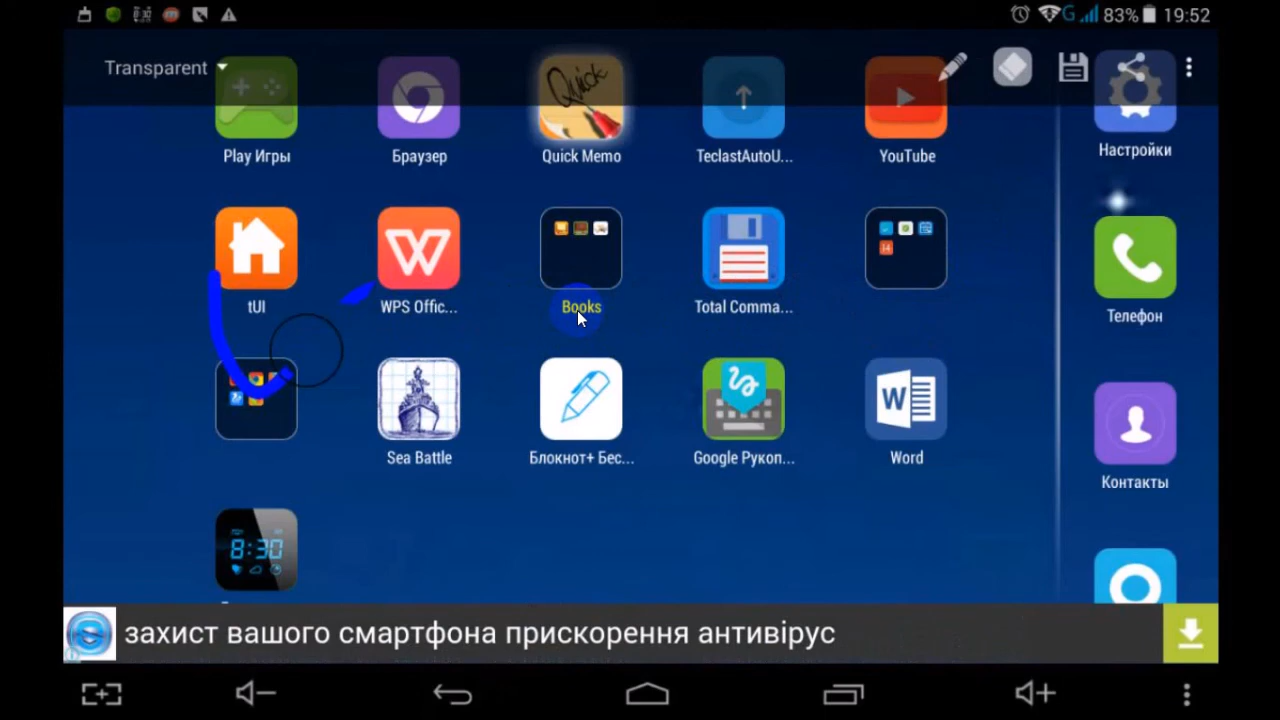 83% 19:52
Transparent
Quick
Play Игры Браузер Quick Memo TeclastAutoU... YouTube Настройки
tUI WPS Offic... Books Total Comma... Телефон
Sea Battle Блокнот+ Бес... Google Рукоп... Word
W
Контакты
8:30
захист вашого смартфона прискорення антивірус